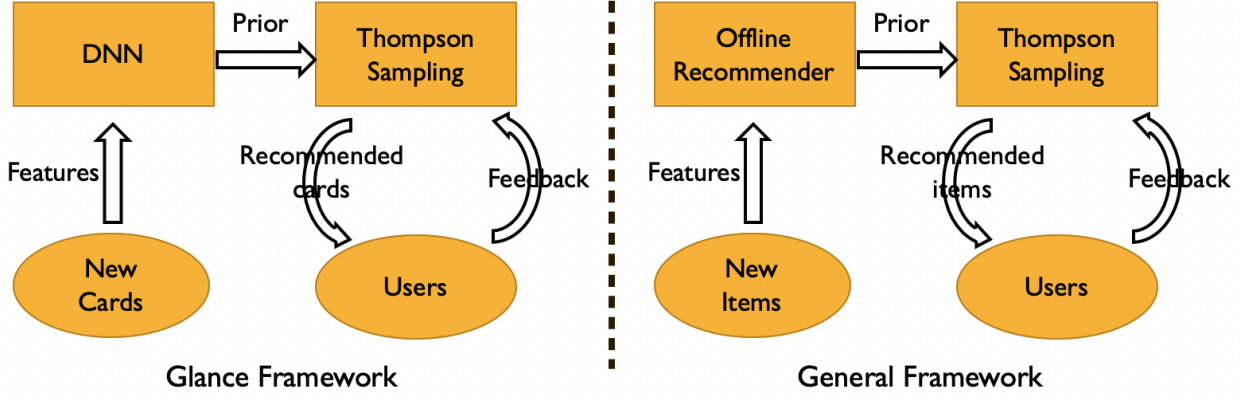 DNN
Prior
Thompson
Sampling
Features
Recommended
cards
Feedback
New
Cards
Users
Glance Framework
Offline
Recommender
Prior
Thompson
Sampling
Features
Recommended
items
Feedback
New
Items
Users
General Framework